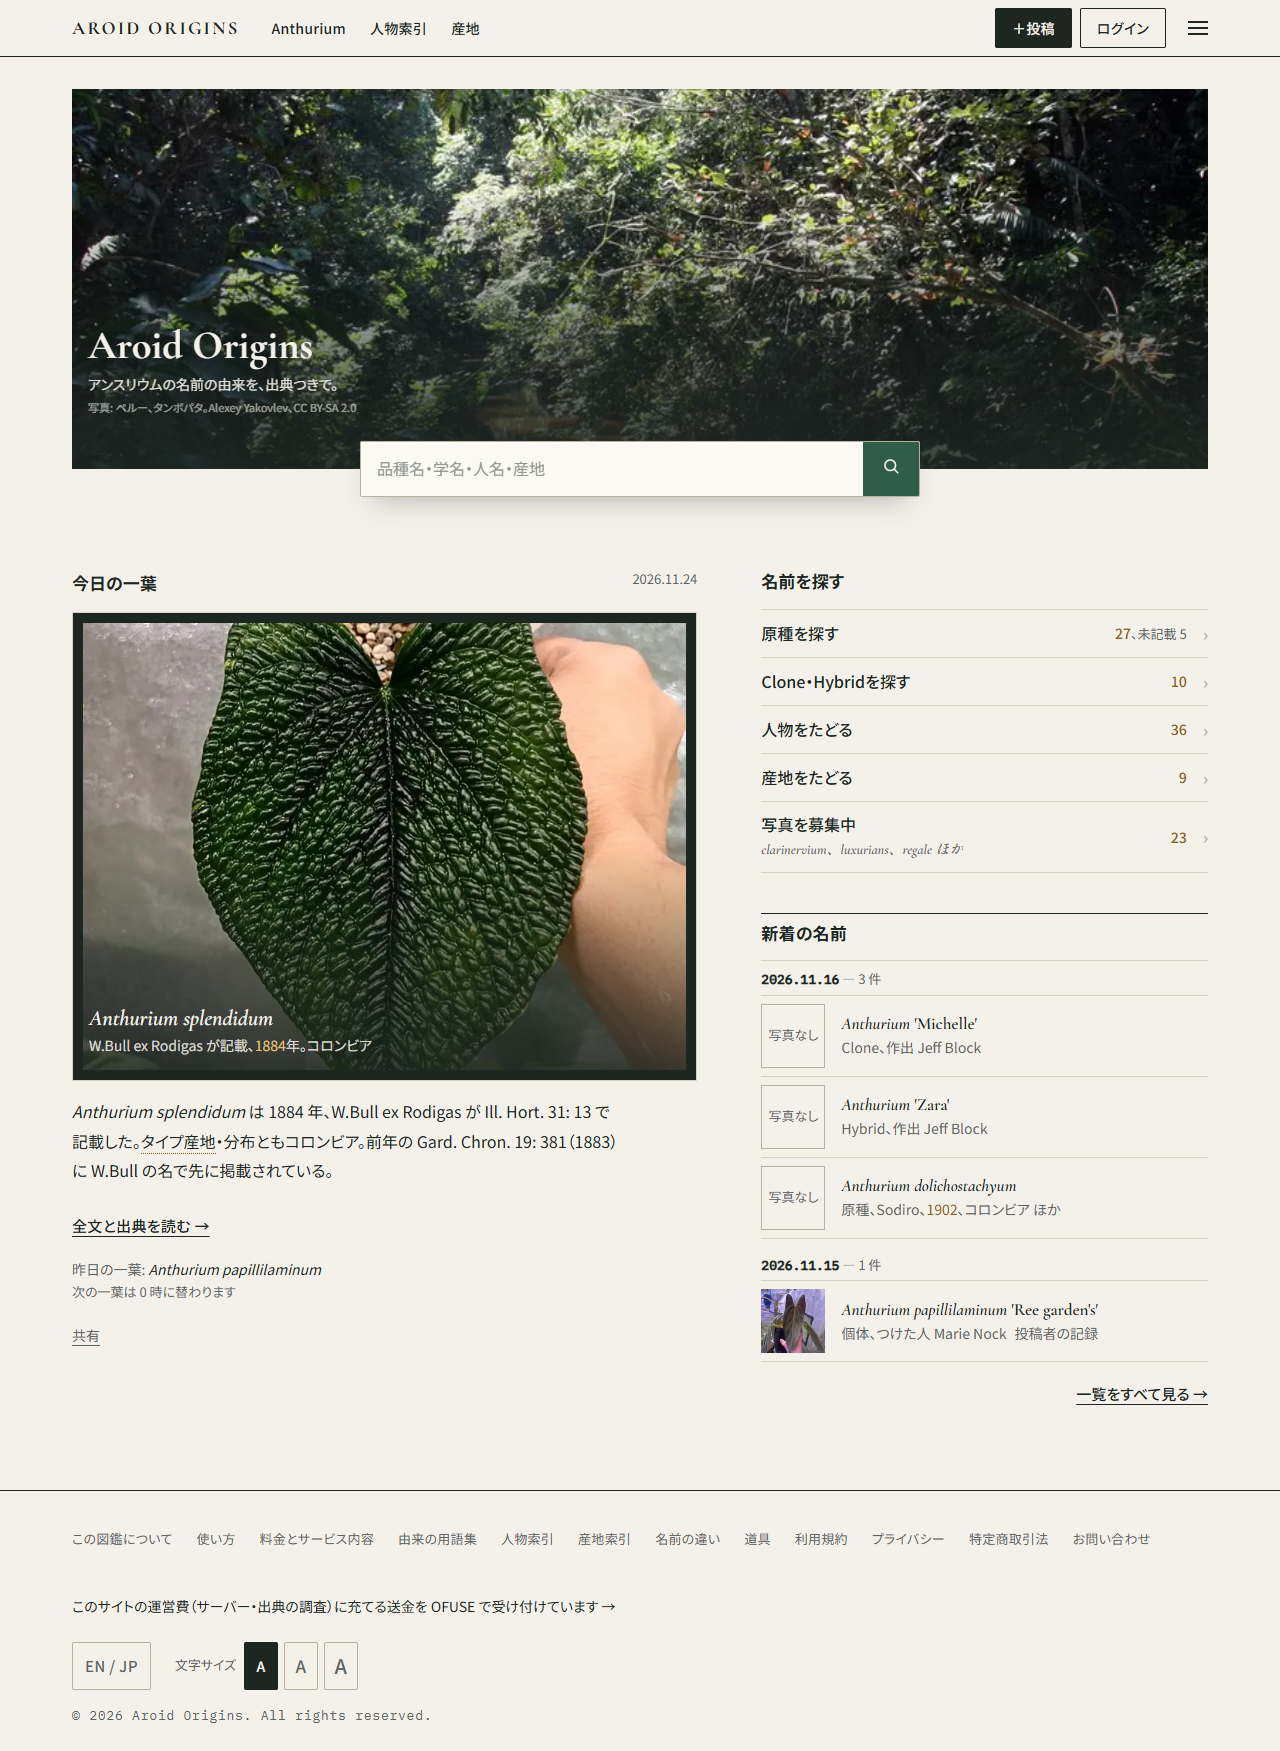 AROID ORIGINS Anthurium 人物索引 産地 ＋投稿 ログイン
Aroid Origins
アンスリウムの名前の由来を、出典つきで。
写真: ペルー、タンボパタ。Alexey Yakovlev、CC BY-SA 2.0
品種名・学名・人名・産地
今日の一葉 2026.11.24
Anthurium splendidum
W.Bull ex Rodigas が記載、1884年。コロンビア
Anthurium splendidum は 1884 年、W.Bull ex Rodigas が Ill. Hort. 31: 13 で
記載した。タイプ産地・分布ともコロンビア。前年の Gard. Chron. 19: 381（1883）
に W.Bull の名で先に掲載されている。
全文と出典を読む →
昨日の一葉: Anthurium papillilaminum
次の一葉は 0 時に替わります
共有
名前を探す
原種を探す 27、未記載 5 ›
Clone・Hybridを探す 10 ›
人物をたどる 36 ›
産地をたどる 9 ›
写真を募集中 23 ›
clarinervium、luxurians、regale ほか
新着の名前
2026.11.16 — 3 件
写真なし
Anthurium 'Michelle'
Clone、作出 Jeff Block
写真なし
Anthurium 'Zara'
Hybrid、作出 Jeff Block
写真なし
Anthurium dolichostachyum
原種、Sodiro、1902、コロンビア ほか
2026.11.15 — 1 件
Anthurium papillilaminum 'Ree garden's'
個体、つけた人 Marie Nock 投稿者の記録
一覧をすべて見る →
この図鑑について 使い方 料金とサービス内容 由来の用語集 人物索引 産地索引 名前の違い 道具 利用規約 プライバシー 特定商取引法 お問い合わせ
このサイトの運営費（サーバー・出典の調査）に充てる送金を OFUSE で受け付けています →
EN / JP 文字サイズ A A A
© 2026 Aroid Origins. All rights reserved.